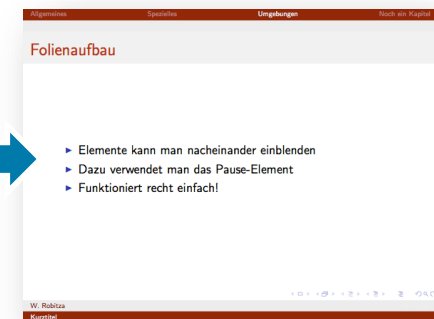 Allgemeines Spezielles Umgebungen Noch ein Kapitel
Folienaufbau
Elemente kann man nacheinander einblenden
Dazu verwendet man das Pause-Element
Funktioniert recht einfach!
W. Robitza
Kurztitel